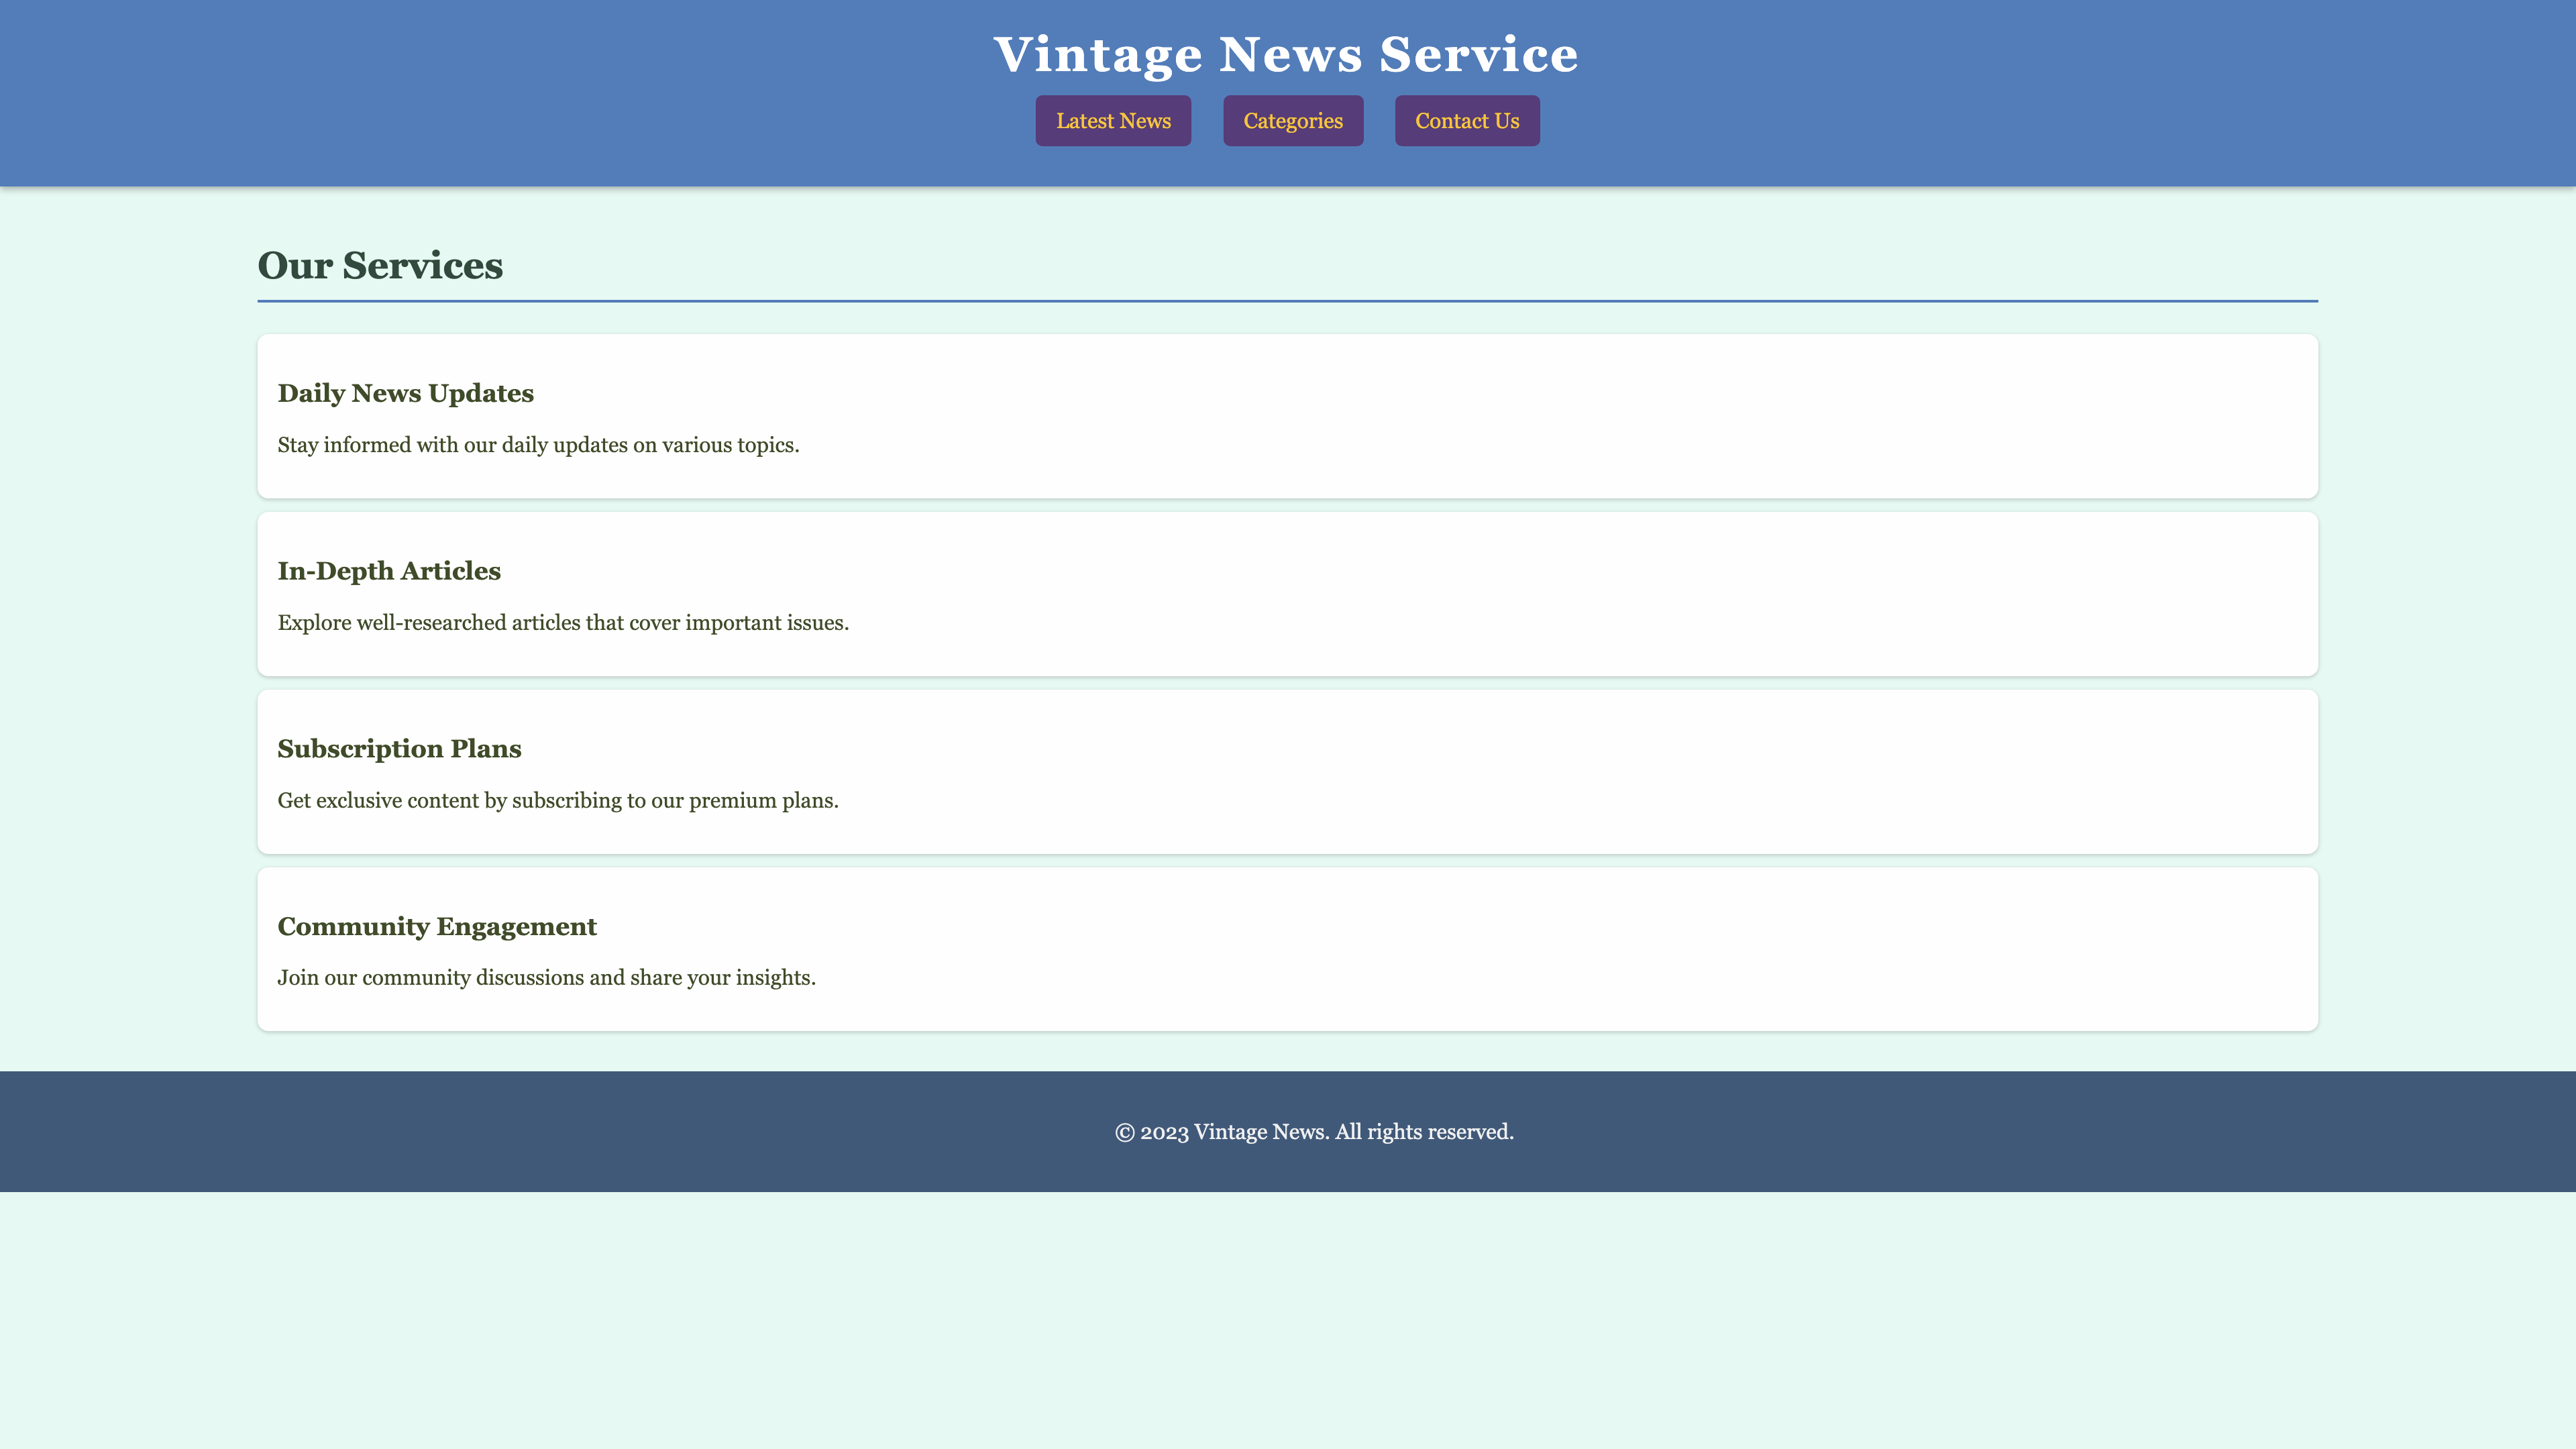 Vintage News Service
Latest News
Categories
Contact Us
Our Services
Daily News Updates
Stay informed with our daily updates on various topics.
In-Depth Articles
Explore well-researched articles that cover important issues.
Subscription Plans
Get exclusive content by subscribing to our premium plans.
Community Engagement
Join our community discussions and share your insights.
© 2023 Vintage News. All rights reserved.